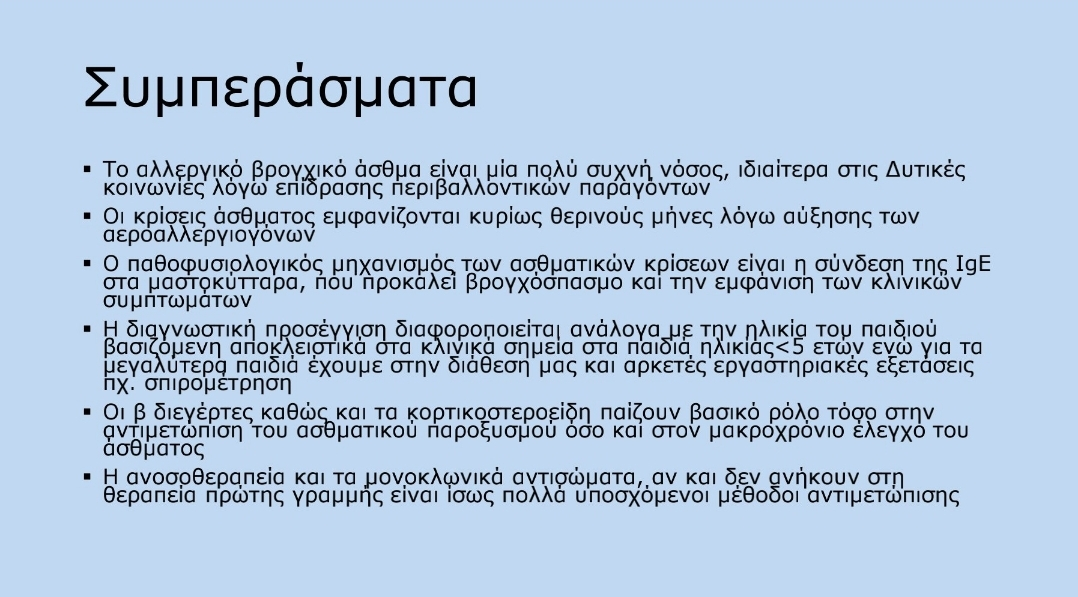 Συμπεράσματα
▪ Το αλλεργικό βρογχικό άσθμα είναι μία πολύ συχνή νόσος, ιδιαίτερα στις Δυτικές
κοινωνίες λόγω επίδρασης περιβαλλοντικών παραγόντων
▪ Οι κρίσεις άσθματος εμφανίζονται κυρίως θερινούς μήνες λόγω αύξησης των
αεροαλλεργιογόνων
▪ Ο παθοφυσιολογικός μηχανισμός των ασθματικών κρίσεων είναι η σύνδεση της IgE
στα μαστοκύτταρα, που προκαλεί βρογχόσπασμο και την εμφάνιση των κλινικών
συμπτωμάτων
▪ Η διαγνωστική προσέγγιση διαφοροποιείται ανάλογα με την ηλικία του παιδιού
βασιζόμενη αποκλειστικά στα κλινικά σημεία στα παιδιά ηλικίας<5 ετών ενώ για τα
μεγαλύτερα παιδιά έχουμε στην διάθεση μας και αρκετές εργαστηριακές εξετάσεις
πχ. σπιρομέτρηση
▪ Οι β διεγέρτες καθώς και τα κορτικοστεροείδη παίζουν βασικό ρόλο τόσο στην
αντιμετώπιση του ασθματικού παροξυσμού όσο και στον μακροχρόνιο έλεγχο του
άσθματος
▪ Η ανοσοθεραπεία και τα μονοκλωνικά αντισώματα, αν και δεν ανήκουν στη
θεραπεία πρώτης γραμμής είναι ίσως πολλά υποσχόμενοι μέθοδοι αντιμετώπισης